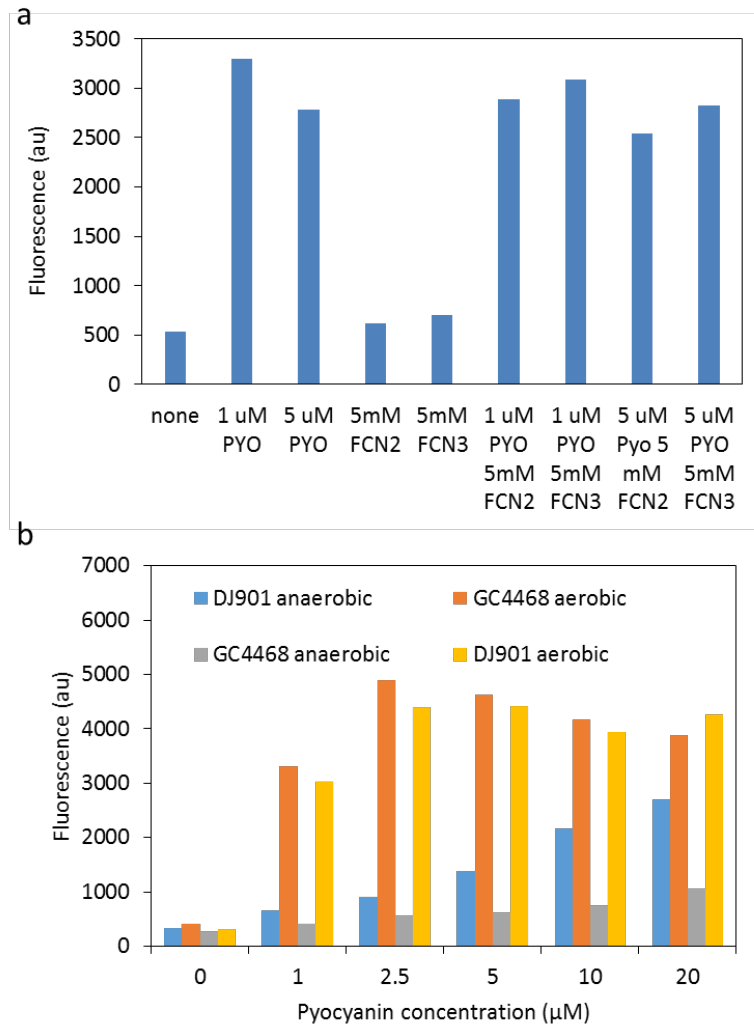 a
Fluorescence (au)
3500
3000
2500
2000
1500
1000
500
0
none
1 uM
PYO
5 uM
PYO
5mM
FCN2
5mM
FCN3
1 uM
PYO
5mM
FCN2
1 uM
PYO
5mM
FCN3
5 uM
Pyo 5
mM
FCN2
5 uM
PYO
5mM
FCN3
b
Fluorescence (au)
7000
6000
5000
4000
3000
2000
1000
0
DJ901 anaerobic
GC4468 aerobic
GC4468 anaerobic
DJ901 aerobic
0 1 2.5 5 10 20
Pyocyanin concentration (μM)